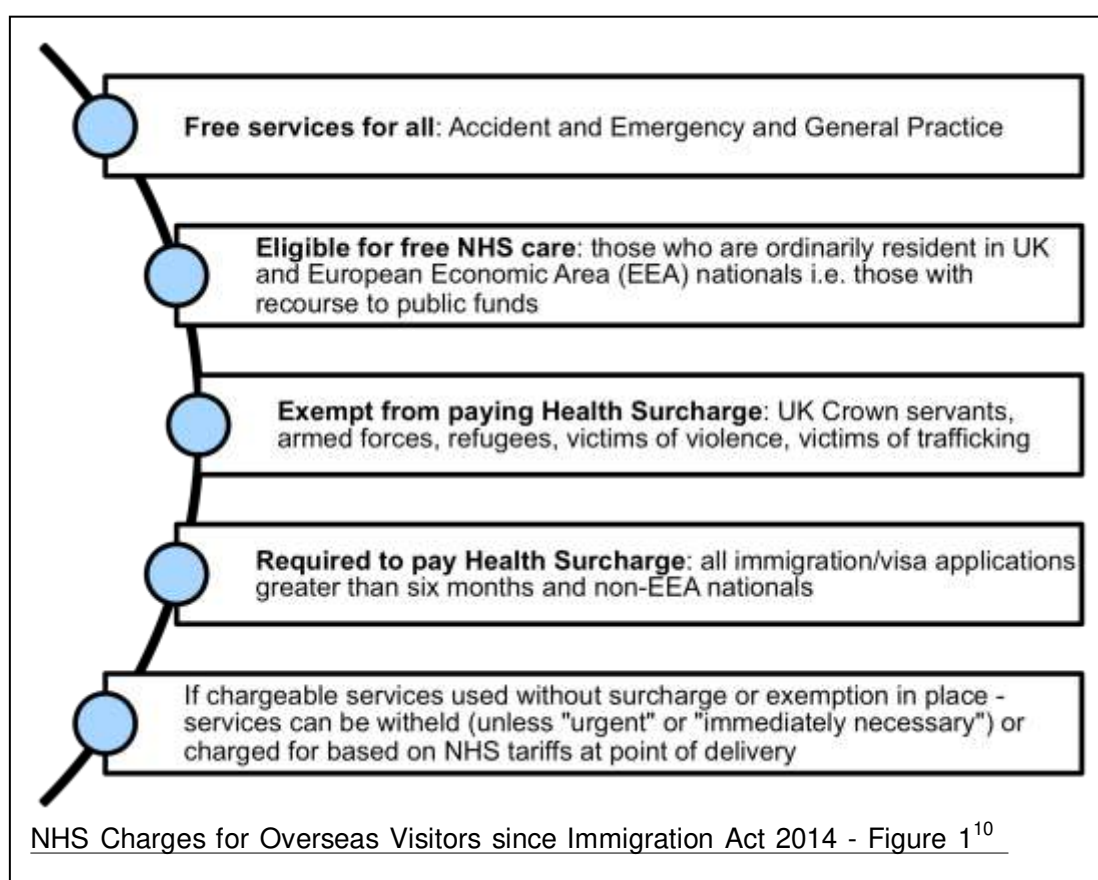 Free services for all: Accident and Emergency and General Practice
Eligible for free NHS care: those who are ordinarily resident in UK
and European Economic Area (EEA) nationals i.e. those with
recourse to public funds
Exempt from paying Health Surcharge: UK Crown servants,
armed forces, refugees, victims of violence, victims of trafficking
Required to pay Health Surcharge: all immigration/visa applications
greater than six months and non-EEA nationals
If chargeable services used without surcharge or exemption in place -
services can be witheld (unless "urgent" or "immediately necessary") or
charged for based on NHS tariffs at point of delivery
NHS Charges for Overseas Visitors since Immigration Act 2014 - Figure 1¹⁰